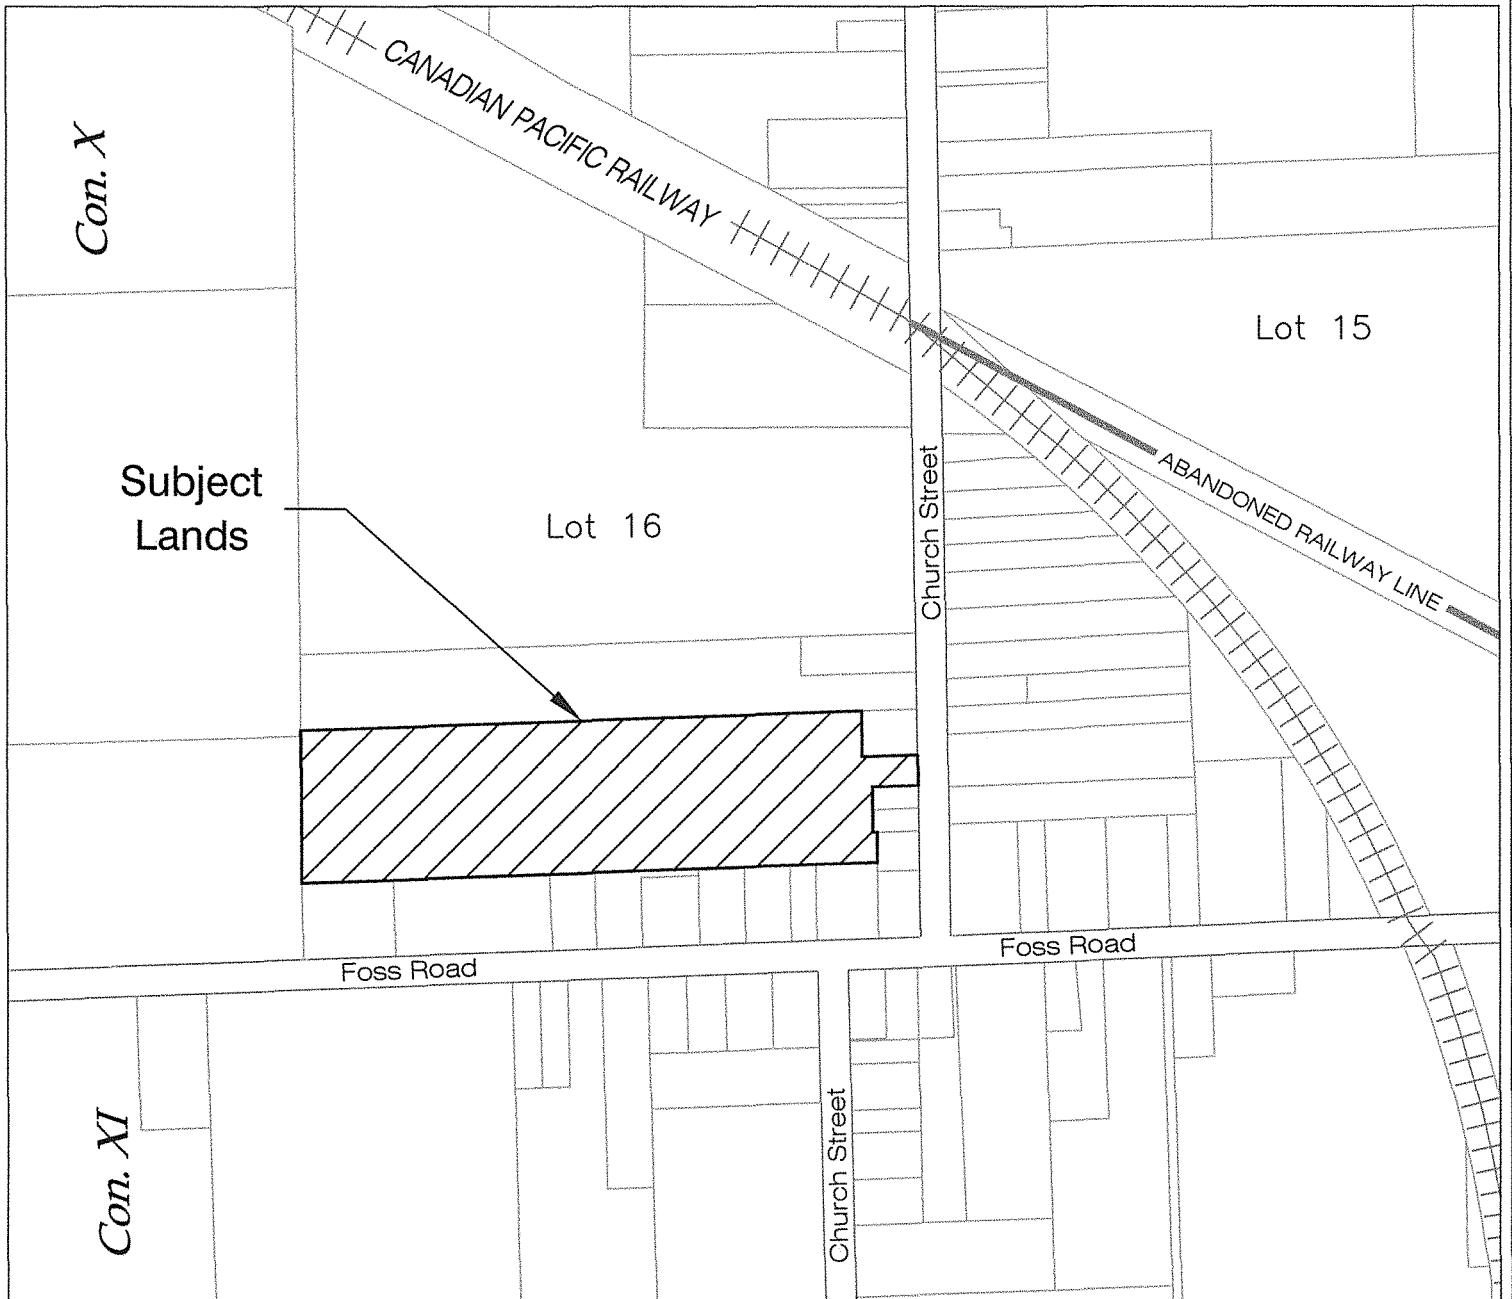 CANADIAN PACIFIC RAILWAY
Con. X
Lot 15
Subject
Lands
Lot 16
Church Street
ABANDONED RAILWAY LINE
Foss Road
Foss Road
Con. XI
Church Street